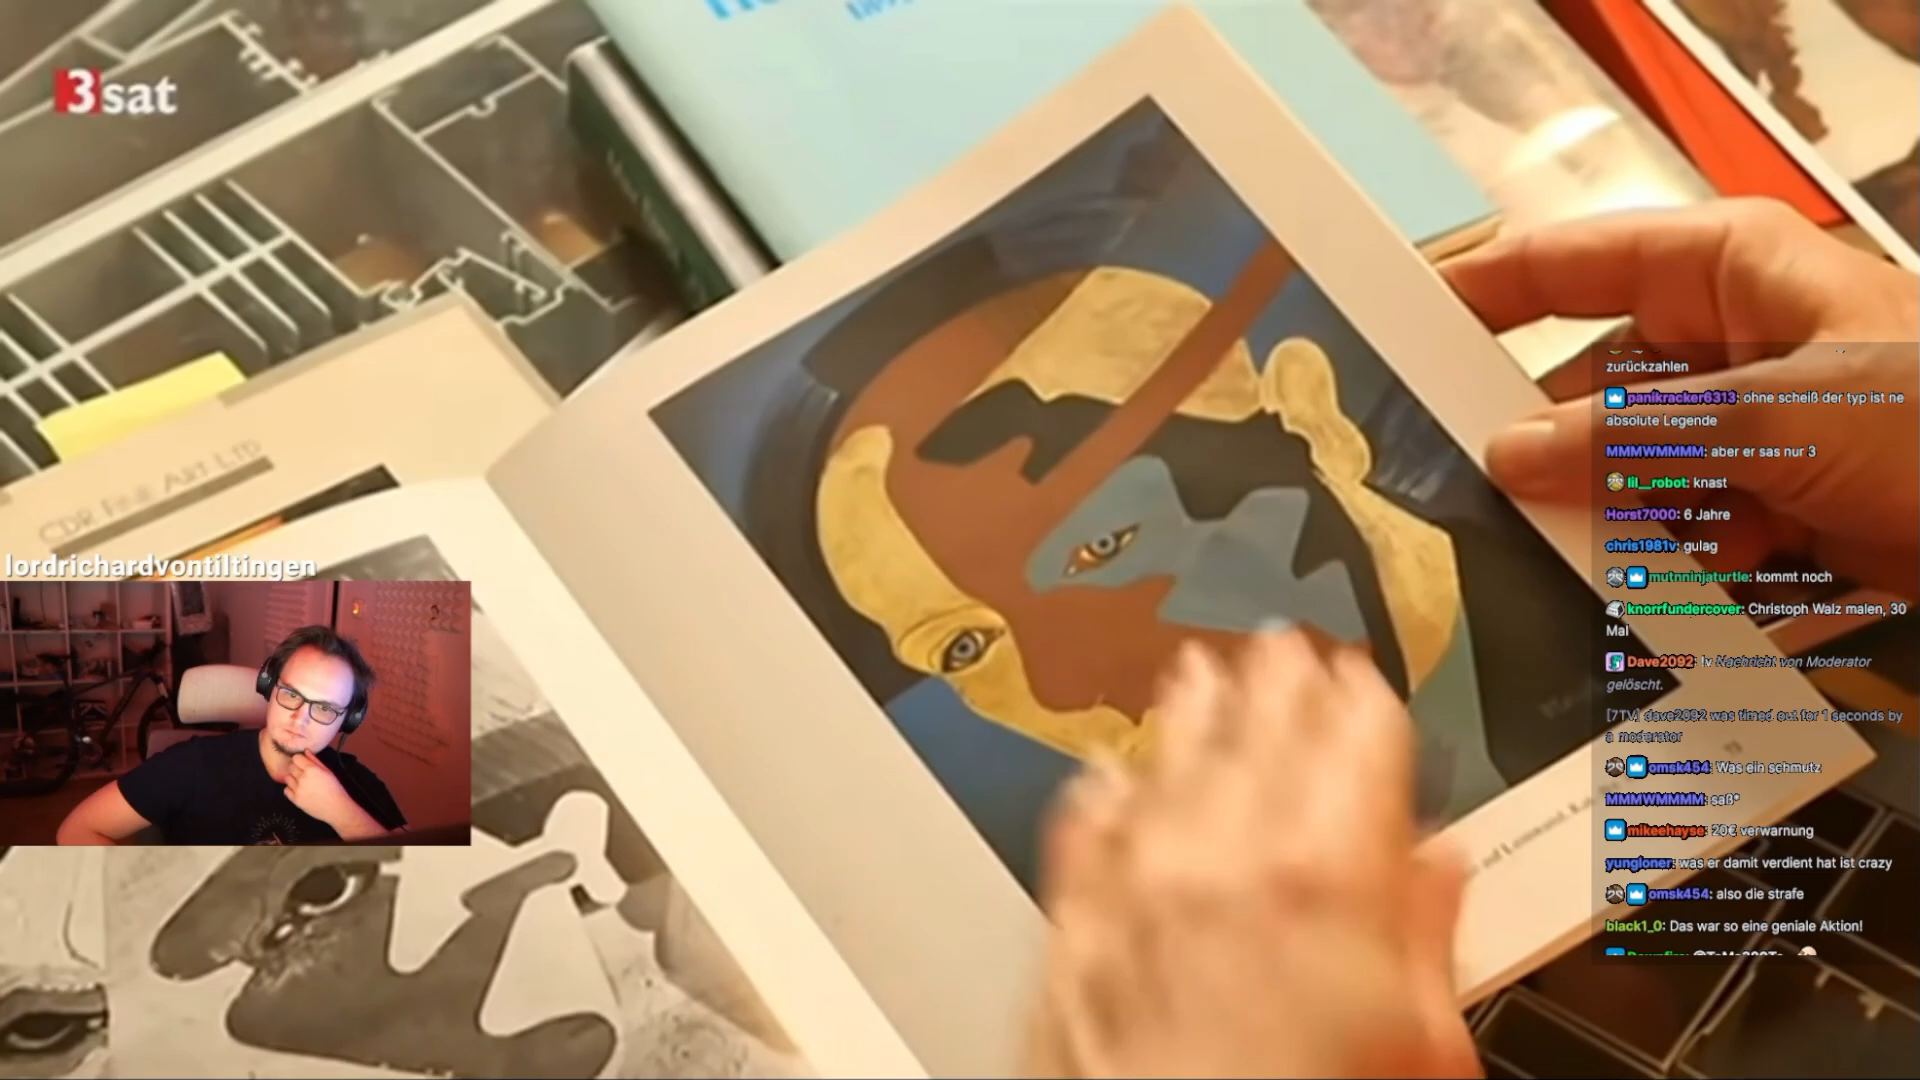 3sat
CDR Fine Art LTD
lordrichardvontiltingen
zurückzahlen
panikracker6313: ohne scheiß der typ ist ne
absolute Legende
MMMWMMMM: aber er sas nur 3
lil__robot: knast
Horst7000: 6 Jahre
chris1981v: gulag
mutnninjaturtle: kommt noch
knorrfundercover: Christoph Walz malen, 30
Mal
Dave2092: lv Nachricht von Moderator
gelöscht.
[7TV] dave2092 was timed out for 1 seconds by
a moderator
omsk454: Was ein schmutz
MMMWMMMM: saß*
mikeehayse: 20€ verwarnung
yungloner: was er damit verdient hat ist crazy
omsk454: also die strafe
black1_0: Das war so eine geniale Aktion!